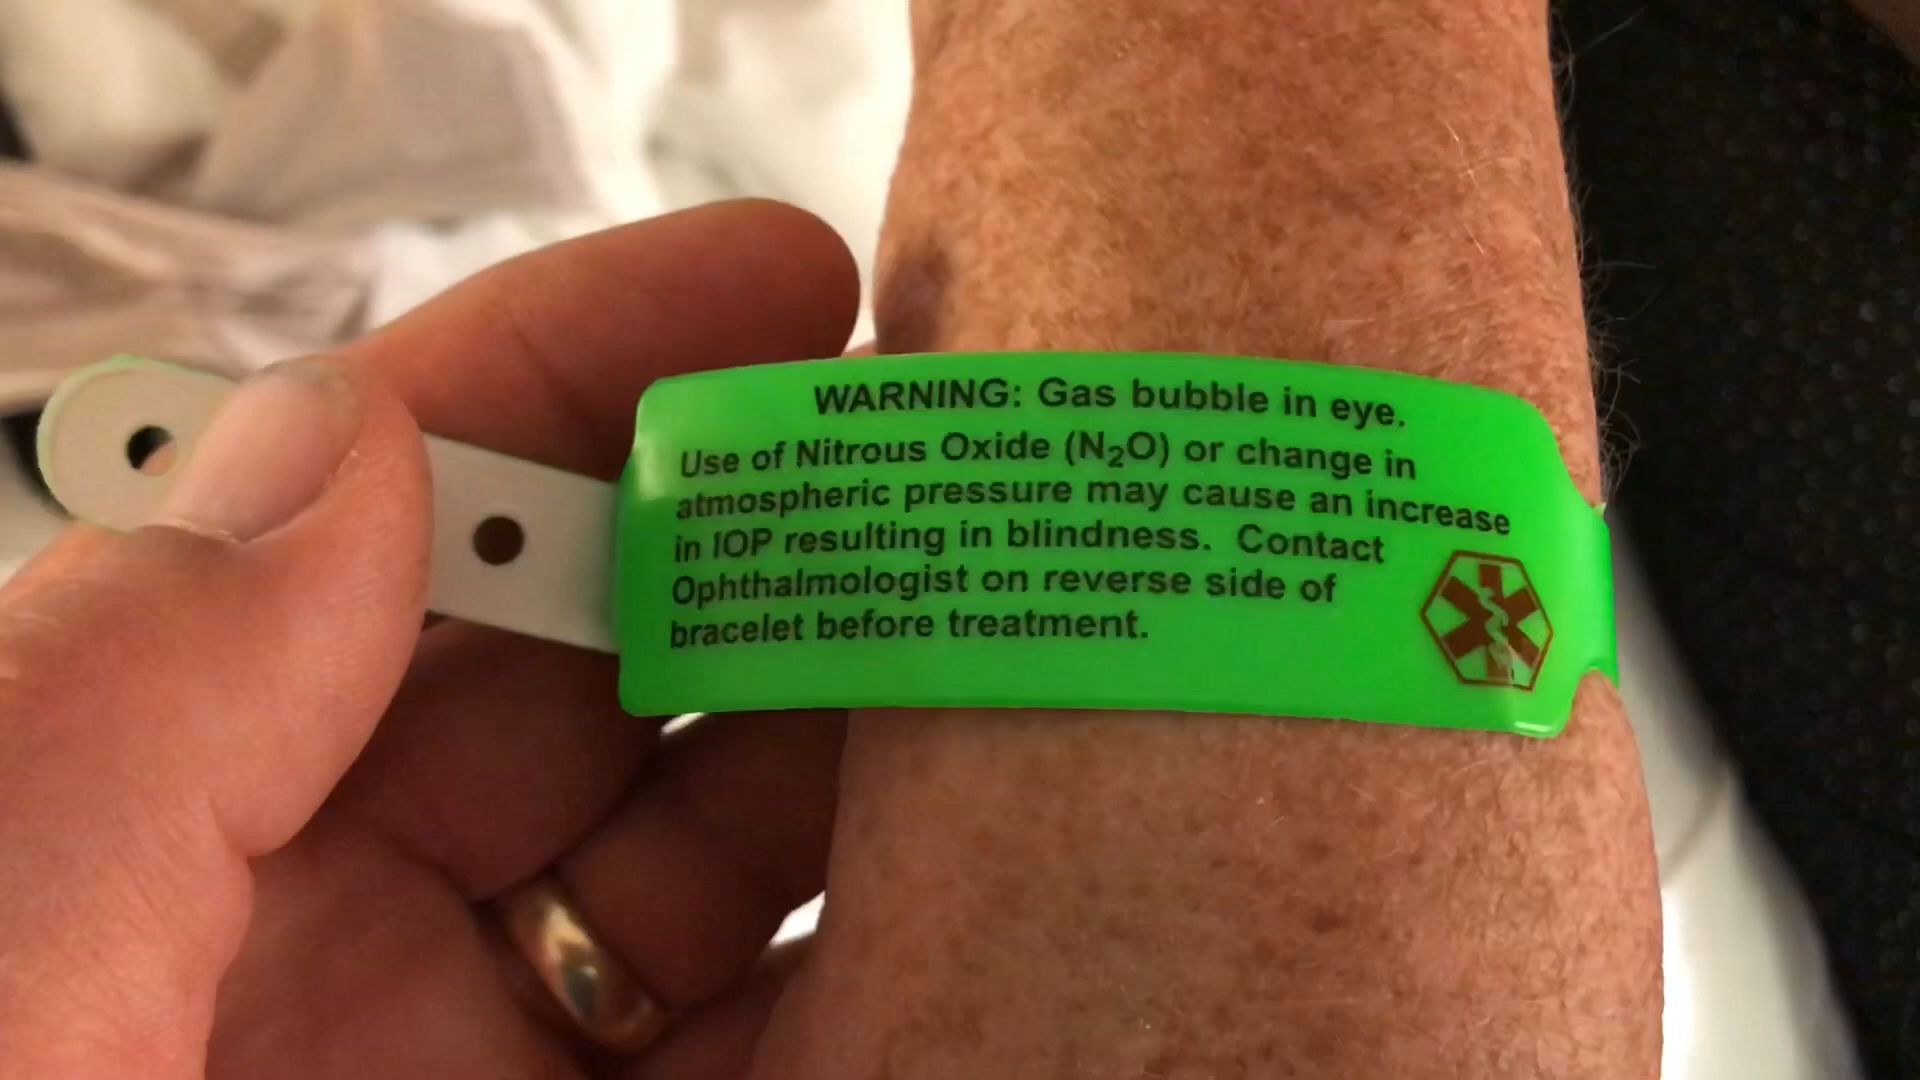 WARNING: Gas bubble in eye.
Use of Nitrous Oxide (N₂O) or change in
atmospheric pressure may cause an increase
in IOP resulting in blindness.  Contact
Ophthalmologist on reverse side of
bracelet before treatment.